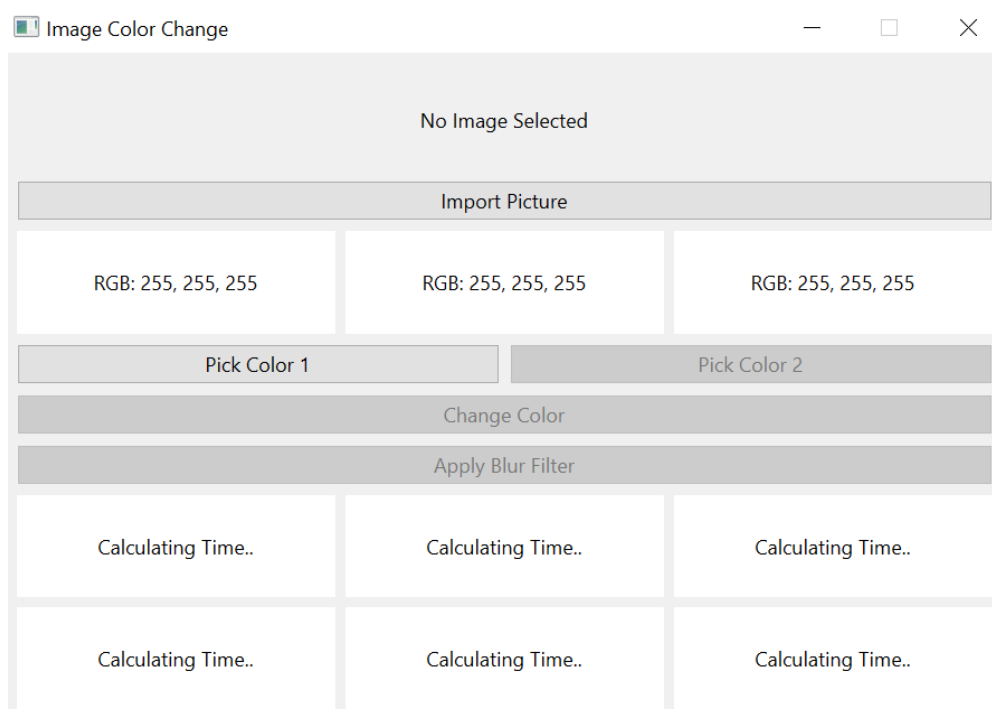 Image Color Change
No Image Selected
Import Picture
RGB: 255, 255, 255 RGB: 255, 255, 255 RGB: 255, 255, 255
Pick Color 1 Pick Color 2
Change Color
Apply Blur Filter
Calculating Time.. Calculating Time.. Calculating Time..
Calculating Time.. Calculating Time.. Calculating Time..